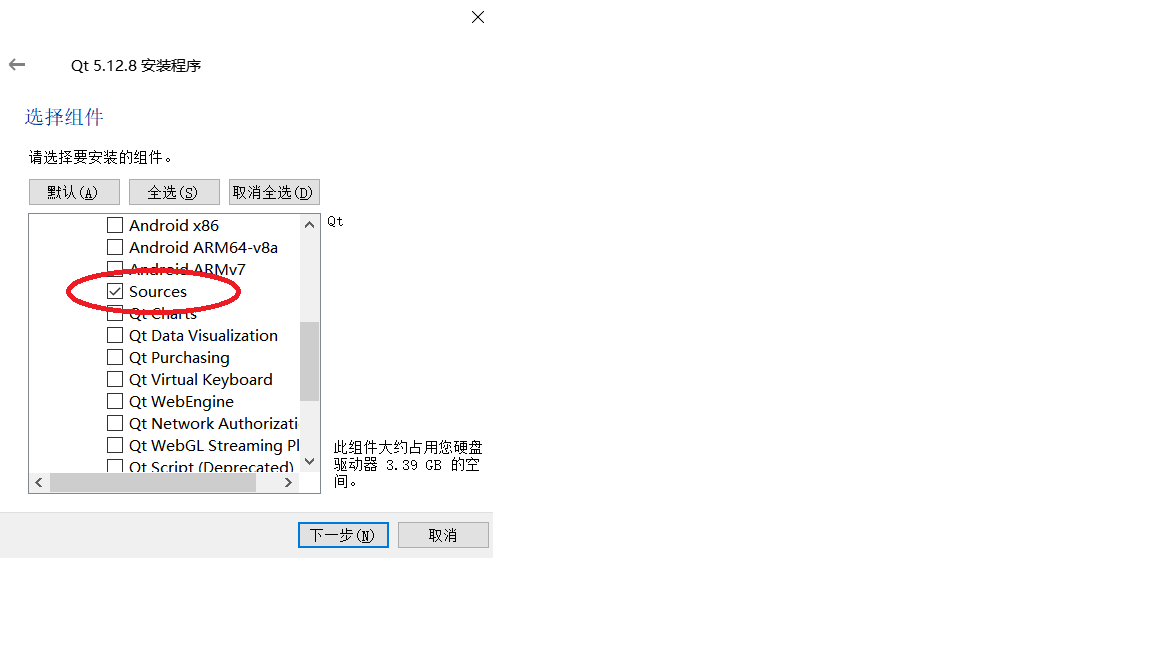 Qt 5.12.8 安装程序
选择组件
请选择要安装的组件。
默认(A) 全选(S) 取消全选(D)
Android x86
Android ARM64-v8a
Android ARMv7
Sources
Qt Charts
Qt Data Visualization
Qt Purchasing
Qt Virtual Keyboard
Qt WebEngine
Qt Network Authorizati
Qt WebGL Streaming Pl
Qt Script (Deprecated)
Qt
此组件大约占用您硬盘
驱动器 3.39 GB 的空
间。
下一步(N) 取消